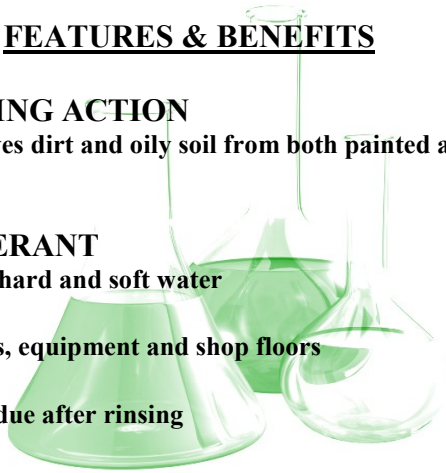 FEATURES & BENEFITS
ING ACTION
es dirt and oily soil from both painted a
ERANT
hard and soft water
s, equipment and shop floors
due after rinsing